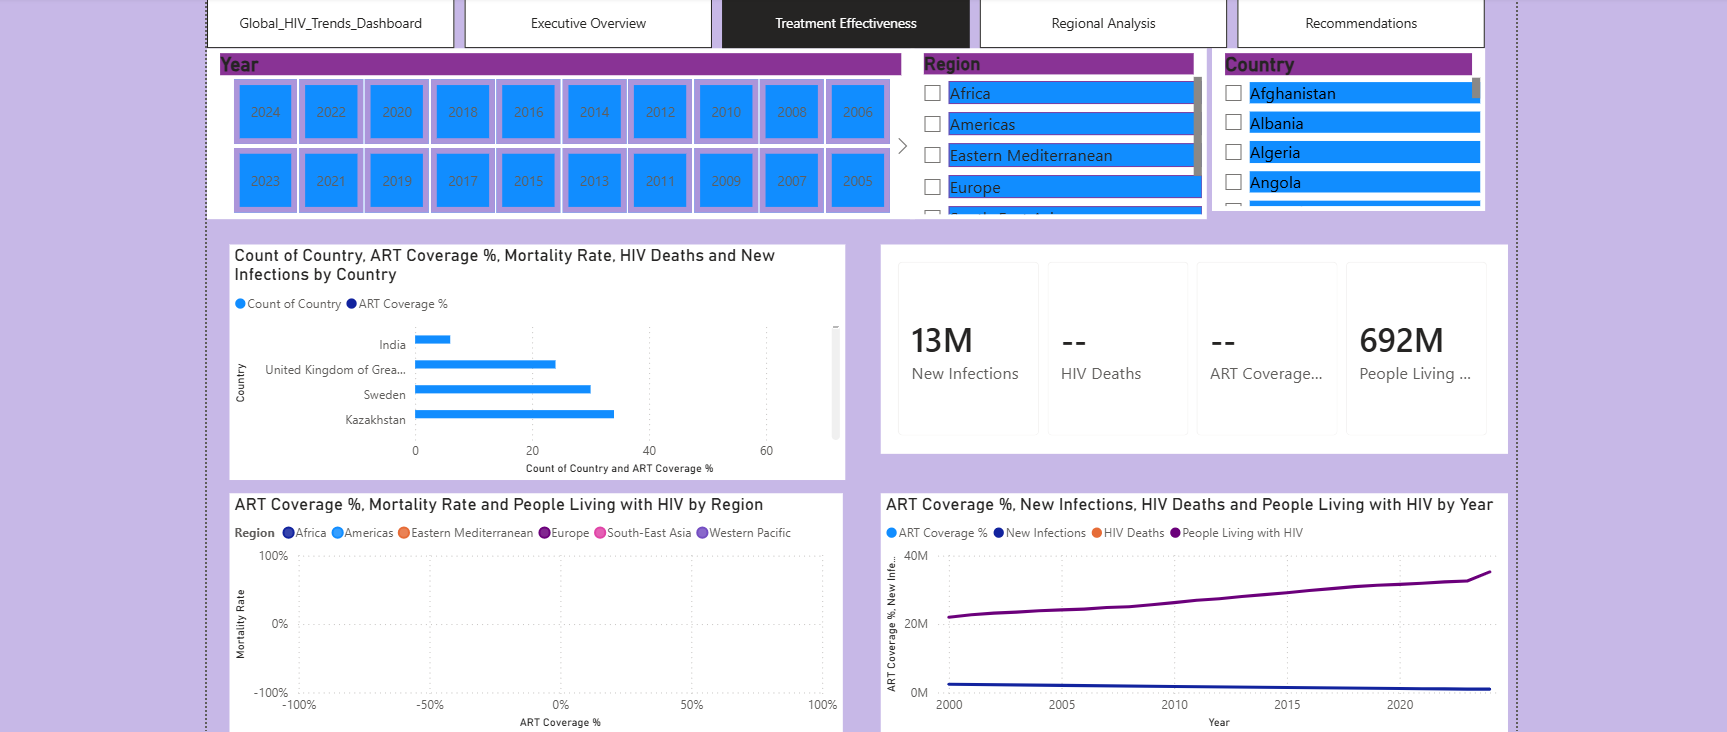 Global_HIV_Trends_Dashboard
Executive Overview
Treatment Effectiveness
Regional Analysis
Recommendations
Year
2024 2022 2020 2018 2016 2014 2012 2010 2008 2006
2023 2021 2019 2017 2015 2013 2011 2009 2007 2005
Region
Africa
Americas
Eastern Mediterranean
Europe
Country
Afghanistan
Albania
Algeria
Angola
Count of Country, ART Coverage %, Mortality Rate, HIV Deaths and New
Infections by Country
Count of Country ART Coverage %
Country
India
United Kingdom of Grea...
Sweden
Kazakhstan
0 20 40 60
Count of Country and ART Coverage %
13M
New Infections
--
HIV Deaths
--
ART Coverage...
692M
People Living ...
ART Coverage %, Mortality Rate and People Living with HIV by Region
Region Africa Americas Eastern Mediterranean Europe South-East Asia Western Pacific
Mortality Rate
100%
0%
-100%
-100% -50% 0% 50% 100%
ART Coverage %
ART Coverage %, New Infections, HIV Deaths and People Living with HIV by Year
ART Coverage % New Infections HIV Deaths People Living with HIV
ART Coverage %, New Infe...
40M
20M
0M
2000 2005 2010 2015 2020
Year